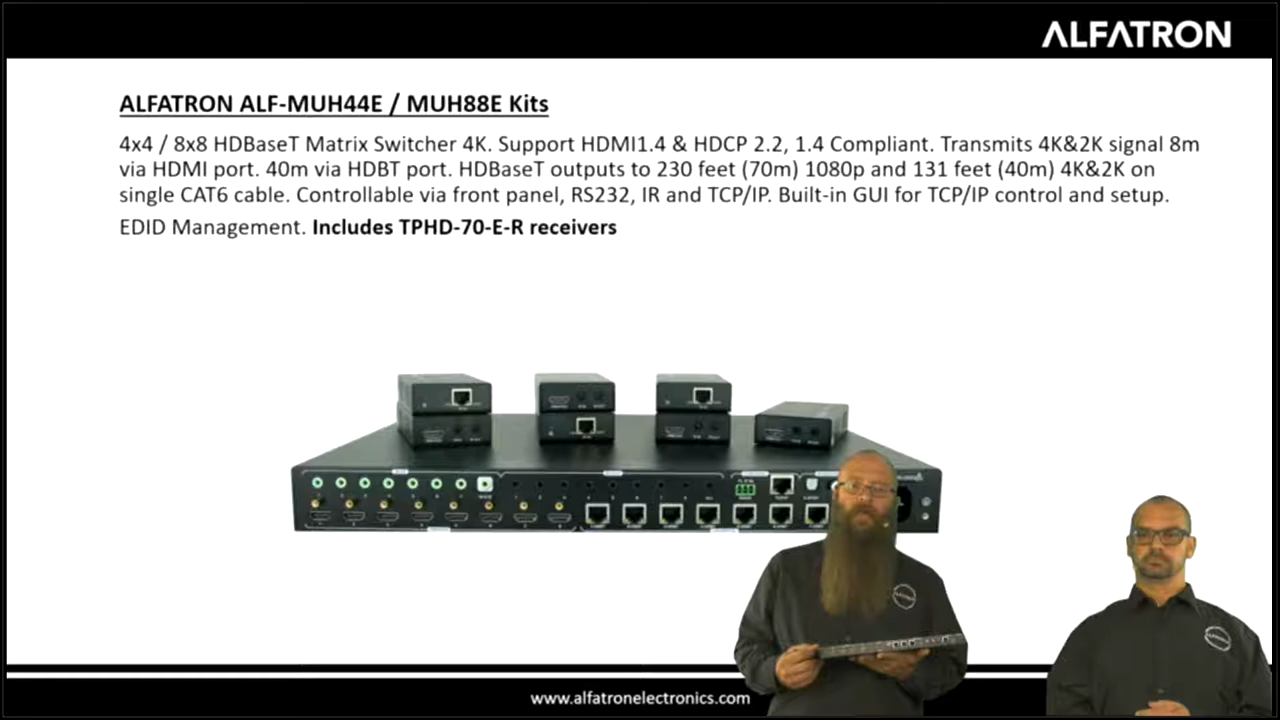 ALFATRON
ALFATRON ALF-MUH44E / MUH88E Kits
4x4 / 8x8 HDBaseT Matrix Switcher 4K. Support HDMI1.4 & HDCP 2.2, 1.4 Compliant. Transmits 4K&2K signal 8m
via HDMI port. 40m via HDBT port. HDBaseT outputs to 230 feet (70m) 1080p and 131 feet (40m) 4K&2K on
single CAT6 cable. Controllable via front panel, RS232, IR and TCP/IP. Built-in GUI for TCP/IP control and setup.
EDID Management. Includes TPHD-70-E-R receivers
ALFATRON
ALFATRON
www.alfatronelectronics.com